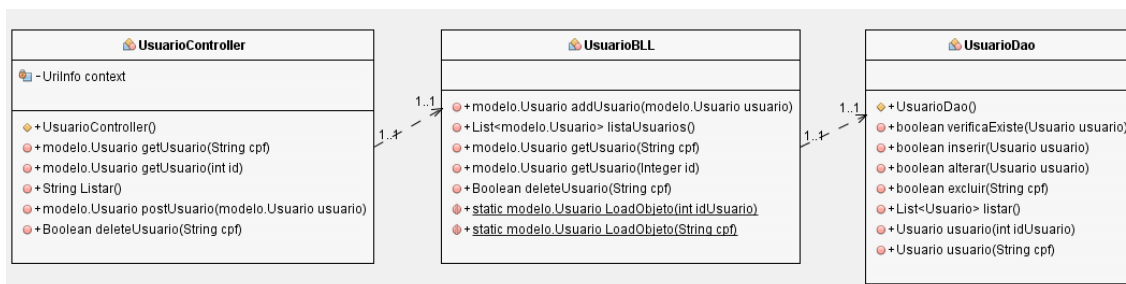 UsuarioController
- UriInfo context
+ UsuarioController()
+ modelo.Usuario getUsuario(String cpf)
+ modelo.Usuario getUsuario(int id)
+ String Listar()
+ modelo.Usuario postUsuario(modelo.Usuario usuario)
+ Boolean deleteUsuario(String cpf)
1..1
1..1
UsuarioBLL
+ modelo.Usuario addUsuario(modelo.Usuario usuario)
+ List<modelo.Usuario> listaUsuarios()
+ modelo.Usuario getUsuario(String cpf)
+ modelo.Usuario getUsuario(Integer id)
+ Boolean deleteUsuario(String cpf)
+ static modelo.Usuario LoadObjeto(int idUsuario)
+ static modelo.Usuario LoadObjeto(String cpf)
1..1
1..1
UsuarioDao
+ UsuarioDao()
+ boolean verificaExiste(Usuario usuario)
+ boolean inserir(Usuario usuario)
+ boolean alterar(Usuario usuario)
+ boolean excluir(String cpf)
+ List<Usuario> listar()
+ Usuario usuario(int idUsuario)
+ Usuario usuario(String cpf)